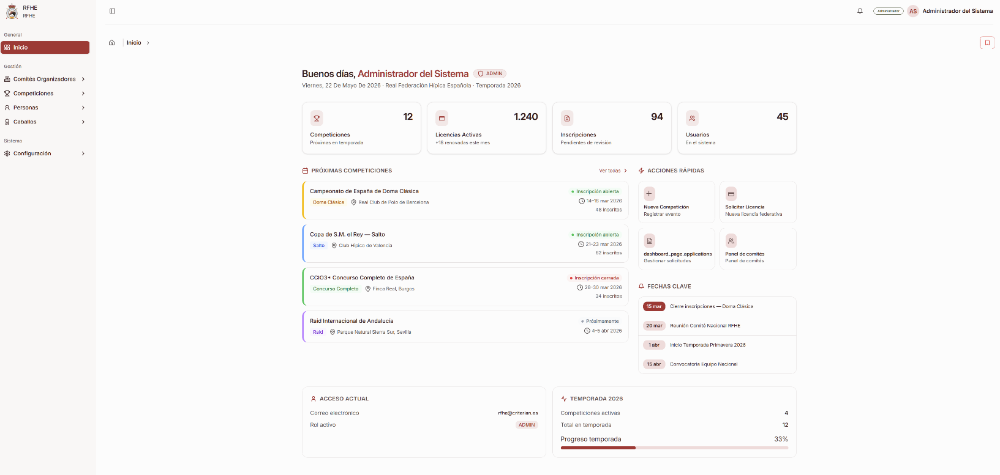 RFHE
RFHE
Administrador
AS
Administrador del Sistema
General
Inicio
Gestión
Comités Organizadores
Competiciones
Personas
Caballos
Sistema
Configuración
Inicio
Buenos días, Administrador del Sistema
ADMIN
Viernes, 22 De Mayo De 2026 · Real Federación Hípica Española · Temporada 2026
12
Competiciones
Próximas en temporada
1.240
Licencias Activas
+18 renovadas este mes
94
Inscripciones
Pendientes de revisión
45
Usuarios
En el sistema
PRÓXIMAS COMPETICIONES
Ver todas
Campeonato de España de Doma Clásica
Inscripción abierta
Doma Clásica
Real Club de Polo de Barcelona
14–16 mar 2026
48 inscritos
Copa de S.M. el Rey — Salto
Inscripción abierta
Salto
Club Hípico de Valencia
21–23 mar 2026
62 inscritos
CCIO3* Concurso Completo de España
Inscripción cerrada
Concurso Completo
Finca Real, Burgos
28–30 mar 2026
34 inscritos
Raid Internacional de Andalucía
Próximamente
Raid
Parque Natural Sierra Sur, Sevilla
4–5 abr 2026
ACCIONES RÁPIDAS
Nueva Competición
Registrar evento
Solicitar Licencia
Nueva licencia federativa
dashboard_page.applications
Gestionar solicitudes
Panel de comités
Panel de comités
FECHAS CLAVE
15 mar
Cierre inscripciones — Doma Clásica
20 mar
Reunión Comité Nacional RFHE
1 abr
Inicio Temporada Primavera 2026
15 abr
Convocatoria Equipo Nacional
ACCESO ACTUAL
Correo electrónico
rfhe@criterian.es
Rol activo
ADMIN
TEMPORADA 2026
Competiciones activas
4
Total en temporada
12
Progreso temporada
33%